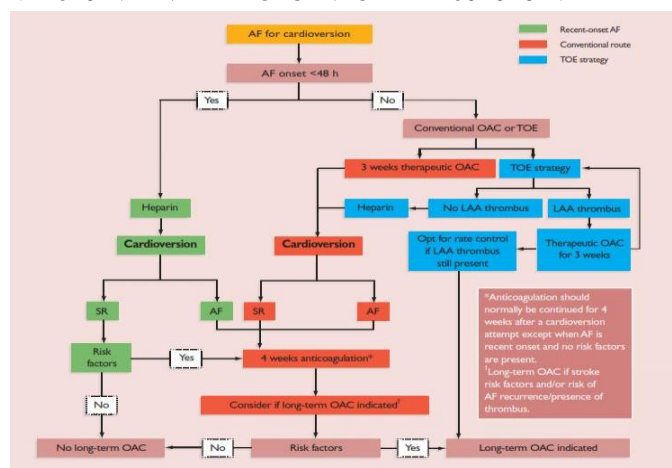 AF for cardioversion
Recent-onset AF
Conventional route
TOE strategy
AF onset <48 h
Yes
No
Conventional OAC or TOE
3 weeks therapeutic OAC
TOE strategy
Heparin
Heparin
No LAA thrombus
LAA thrombus
Cardioversion
Cardioversion
Opt for rate control
if LAA thrombus
still present
Therapeutic OAC
for 3 weeks
SR
AF
SR
AF
Risk
factors
Yes
4 weeks anticoagulation*
*Anticoagulation should
normally be continued for 4
weeks after a cardioversion
attempt except when AF is
recent onset and no risk factors
are present.
†Long-term OAC if stroke
risk factors and/or risk of
AF recurrence/presence of
thrombus.
No
Consider if long-term OAC indicated†
No long-term OAC
No
Risk factors
Yes
Long-term OAC indicated